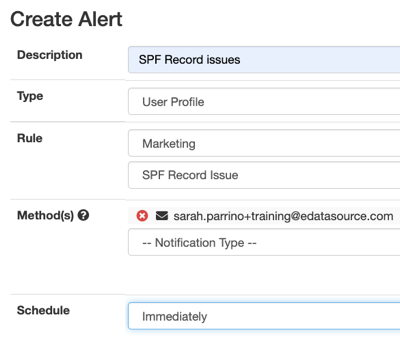 Create Alert
Description
SPF Record issues
Type
User Profile
Rule
Marketing
SPF Record Issue
Method(s)
sarah.parrino+training@edatasource.com
-- Notification Type --
Schedule
Immediately